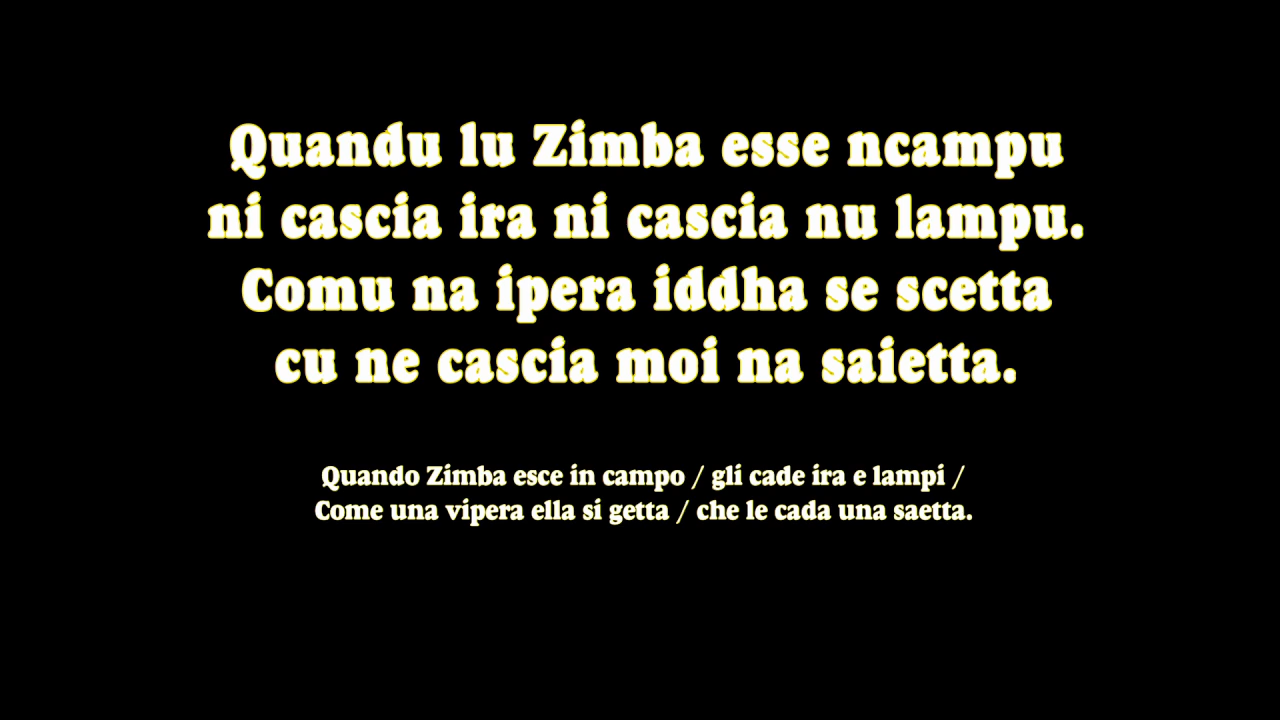 Quandu lu Zimba esse ncampu
ni cascia ira ni cascia nu lampu.
Comu na ipera iddha se scetta
cu ne cascia moi na saietta.
Quando Zimba esce in campo / gli cade ira e lampi /
Come una vipera ella si getta / che le cada una saetta.